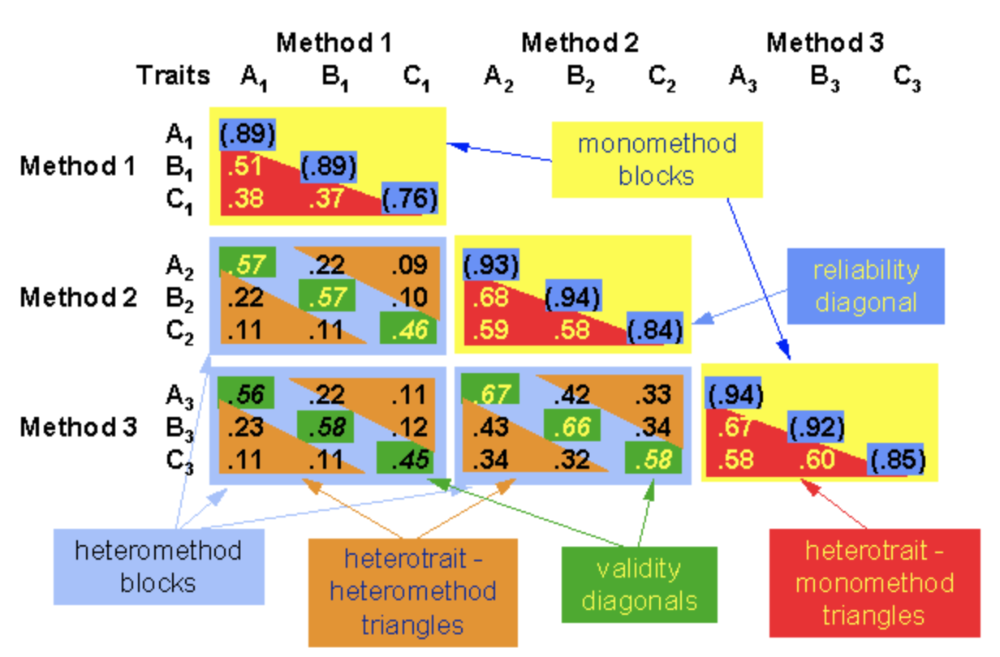 Method 1 Method 2 Method 3
Traits A₁ B₁ C₁ A₂ B₂ C₂ A₃ B₃ C₃
Method 1
A₁ (.89)
B₁ .51 (.89)
C₁ .38 .37 (.76)
monomethod
blocks
Method 2
A₂ .57 .22 .09 (.93)
B₂ .22 .57 .10 .68 (.94)
C₂ .11 .11 .46 .59 .58 (.84)
reliability
diagonal
Method 3
A₃ .56 .22 .11 .67 .42 .33 (.94)
B₃ .23 .58 .12 .43 .66 .34 .67 (.92)
C₃ .11 .11 .45 .34 .32 .58 .58 .60 (.85)
heteromethod
blocks
heterotrait -
heteromethod
triangles
validity
diagonals
heterotrait -
monomethod
triangles